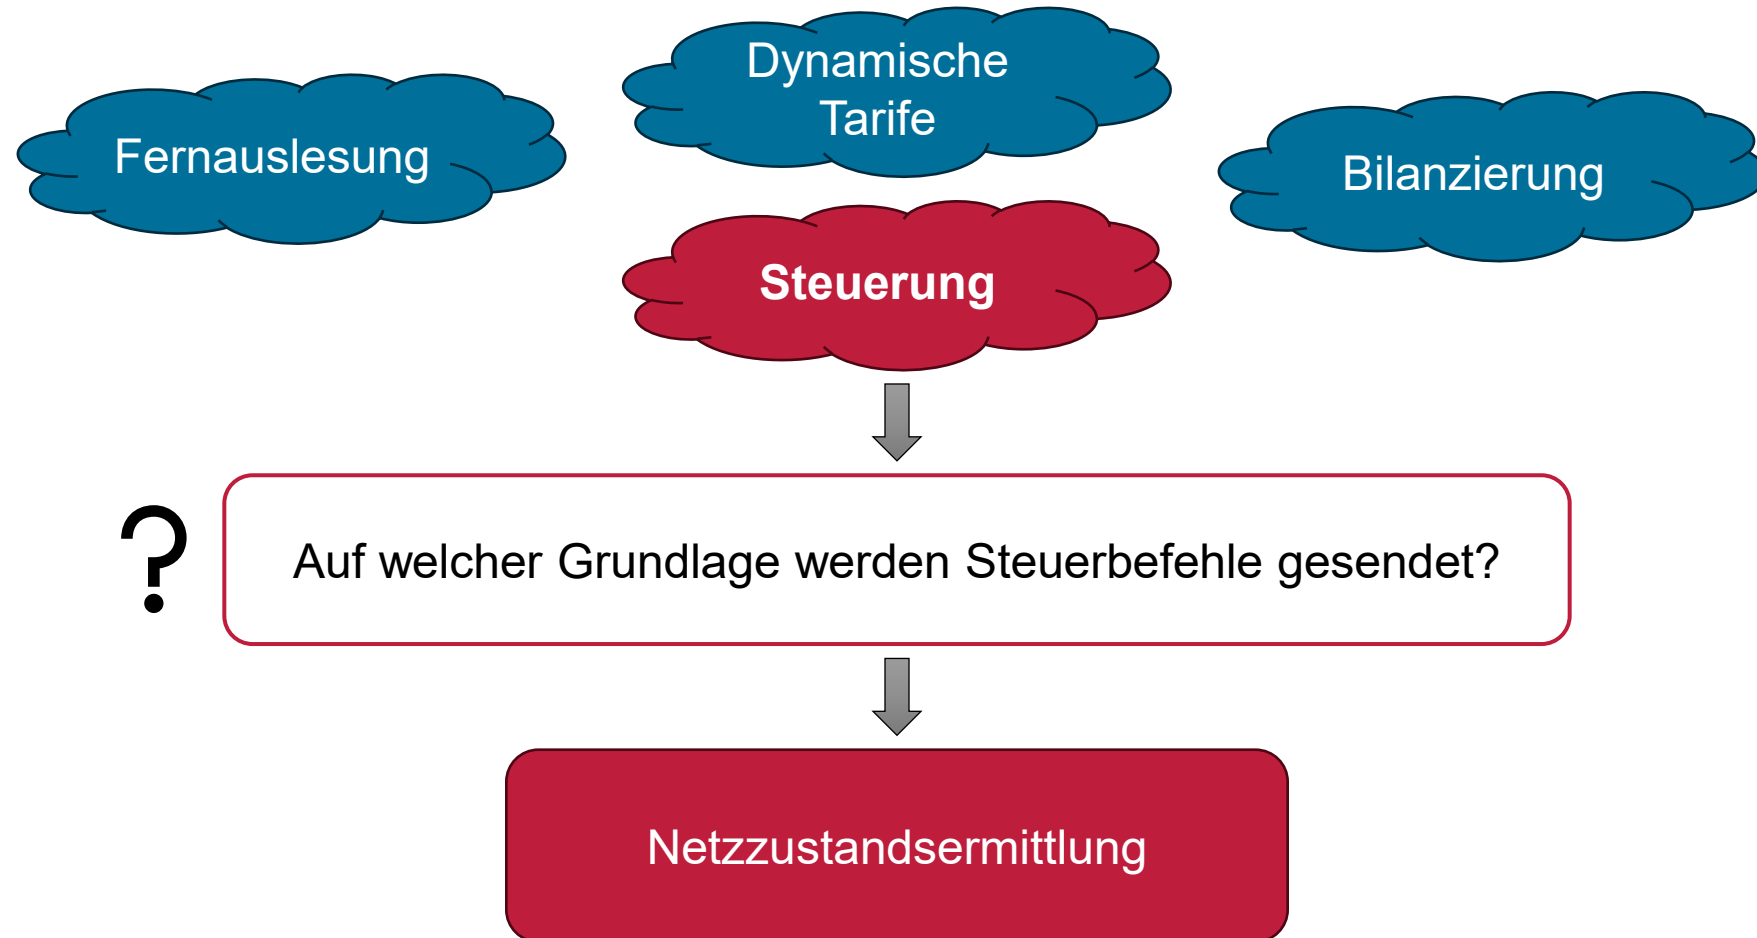 Dynamische
Tarife
Fernauslesung
Bilanzierung
Steuerung
?
Auf welcher Grundlage werden Steuerbefehle gesendet?
Netzzustandsermittlung